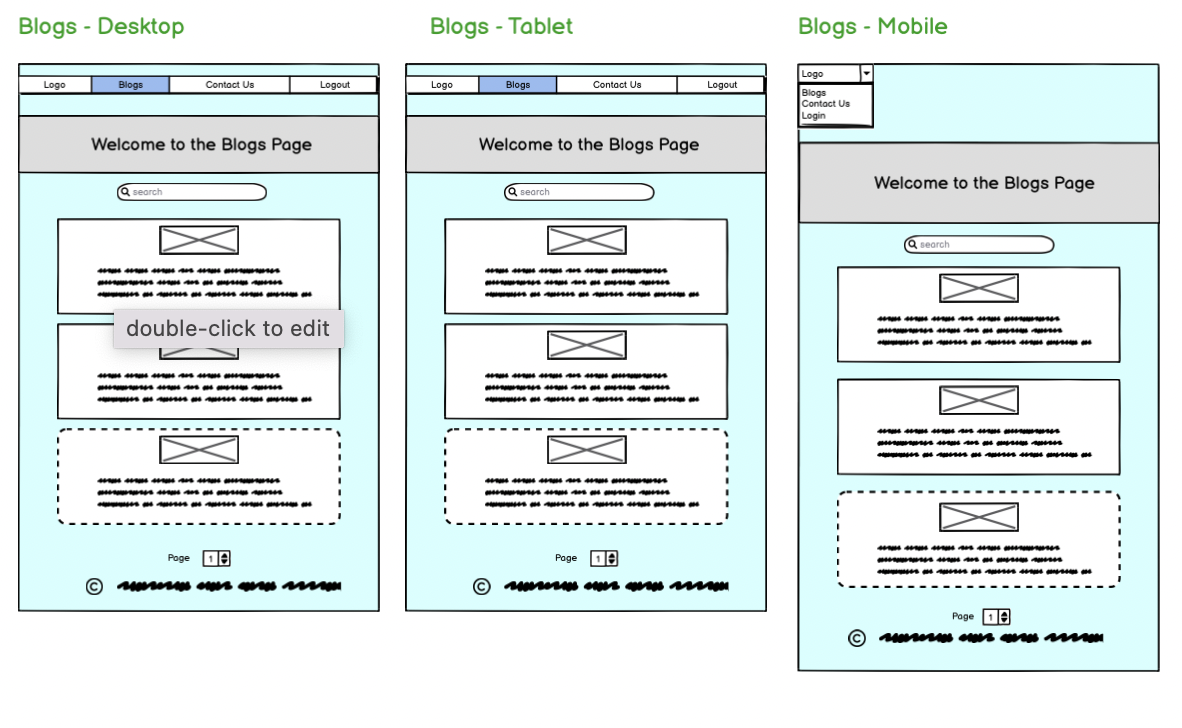 Blogs - Desktop
Logo Blogs Contact Us Logout
Welcome to the Blogs Page
search
double-click to edit
Page 1
©
Blogs - Tablet
Logo Blogs Contact Us Logout
Welcome to the Blogs Page
search
Page 1
©
Blogs - Mobile
Logo
Blogs
Contact Us
Login
Welcome to the Blogs Page
search
Page 1
©